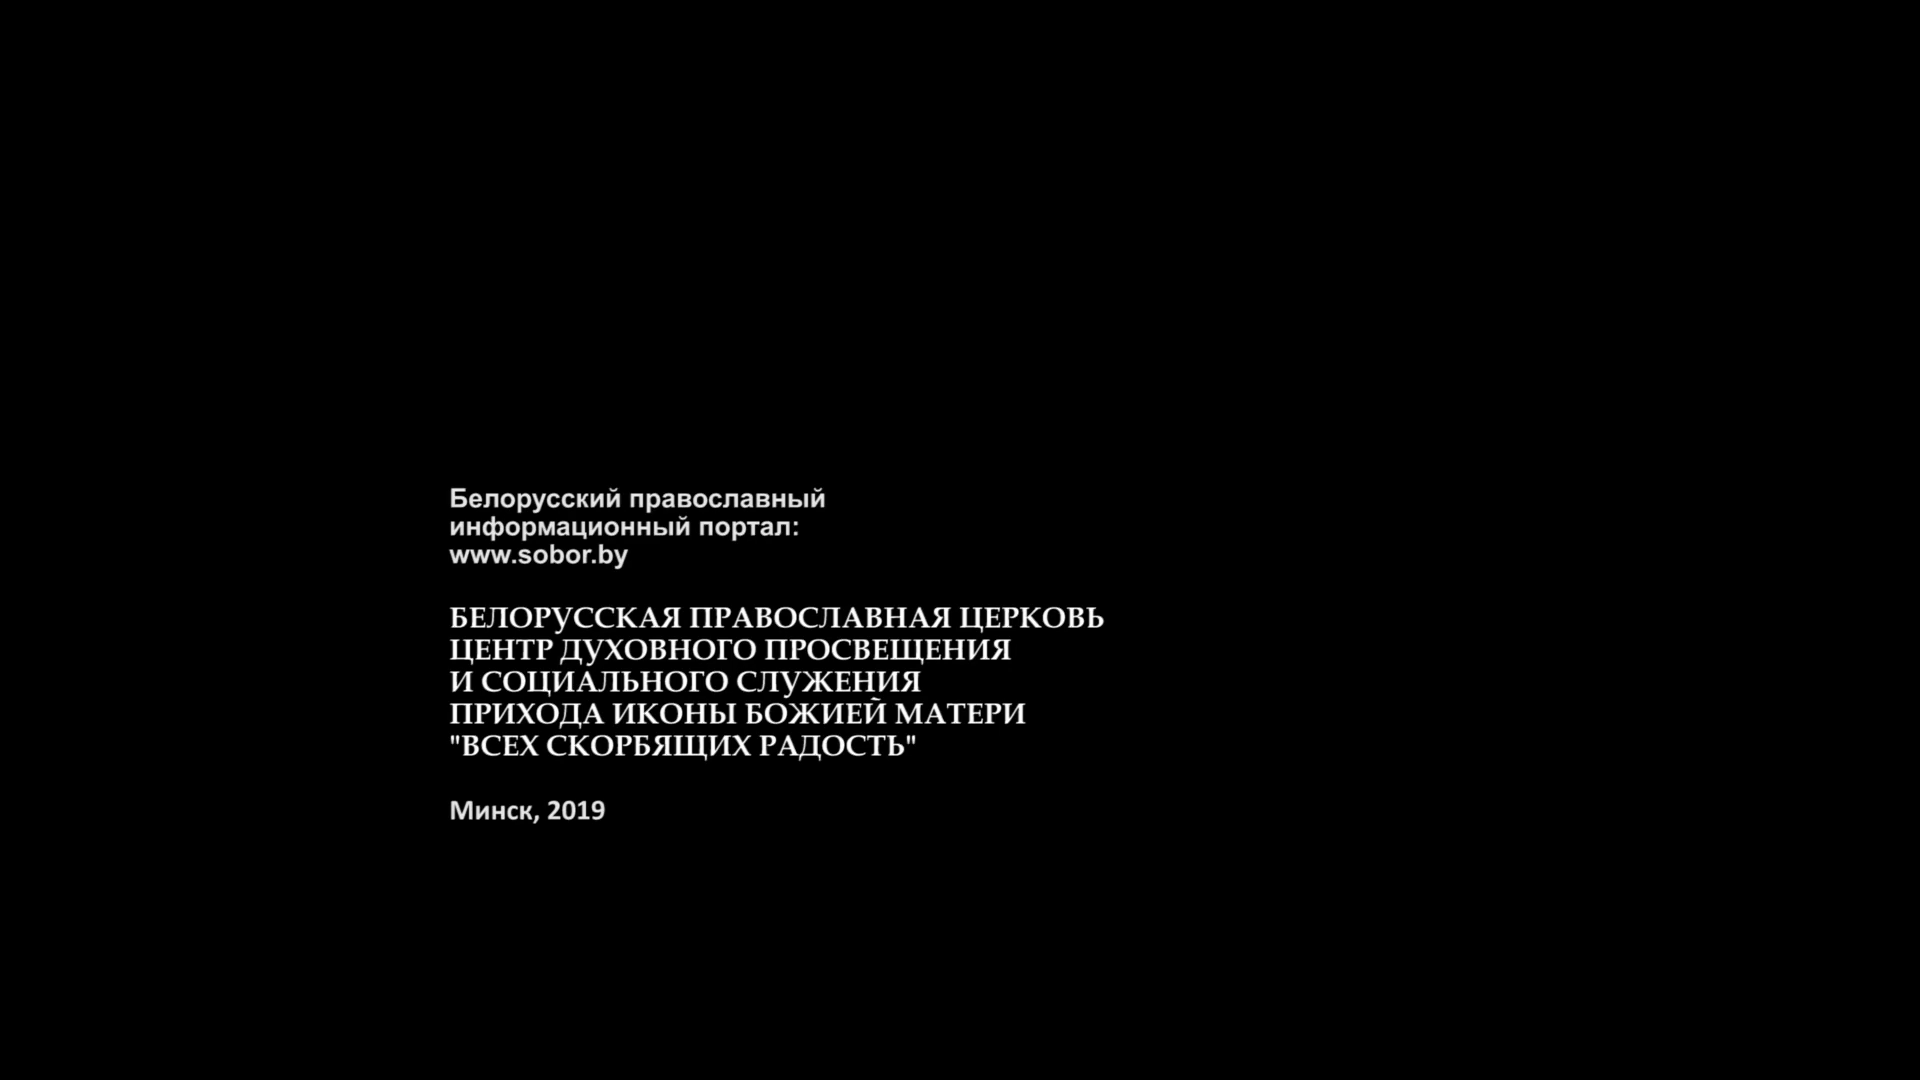 Белорусский православный
информационный портал:
www.sobor.by
БЕЛОРУССКАЯ ПРАВОСЛАВНАЯ ЦЕРКОВЬ
ЦЕНТР ДУХОВНОГО ПРОСВЕЩЕНИЯ
И СОЦИАЛЬНОГО СЛУЖЕНИЯ
ПРИХОДА ИКОНЫ БОЖИЕЙ МАТЕРИ
"ВСЕХ СКОРБЯЩИХ РАДОСТЬ"
Минск, 2019